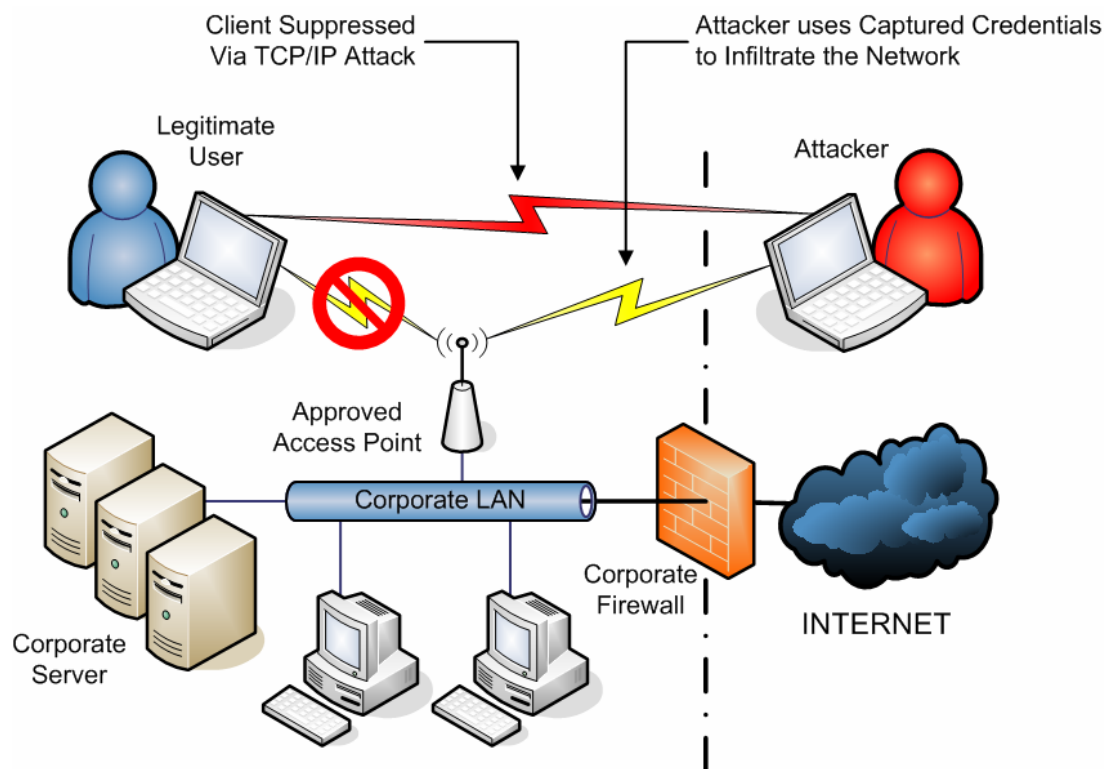 Client Suppressed
Via TCP/IP Attack
Attacker uses Captured Credentials
to Infiltrate the Network
Legitimate
User
Attacker
Approved
Access Point
Corporate LAN
Corporate
Firewall
INTERNET
Corporate
Server